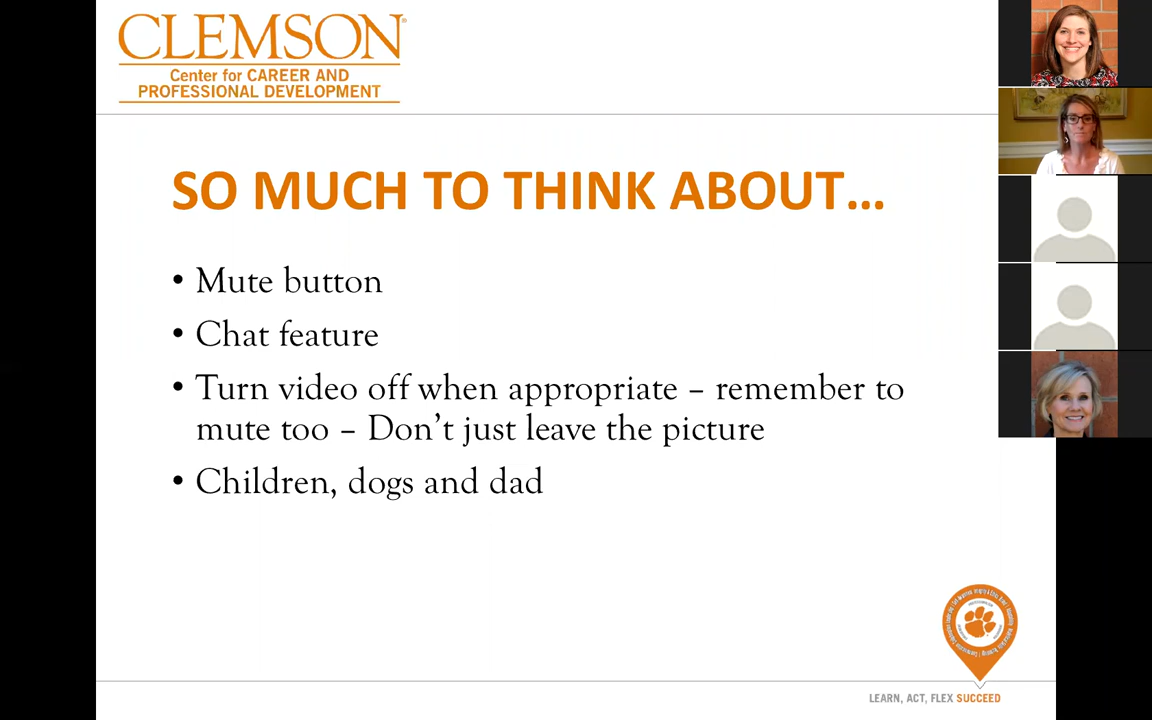 CLEMSON
Center for CAREER AND
PROFESSIONAL DEVELOPMENT
SO MUCH TO THINK ABOUT...
• Mute button
• Chat feature
• Turn video off when appropriate – remember to
mute too – Don't just leave the picture
• Children, dogs and dad
LEARN, ACT, FLEX SUCCEED